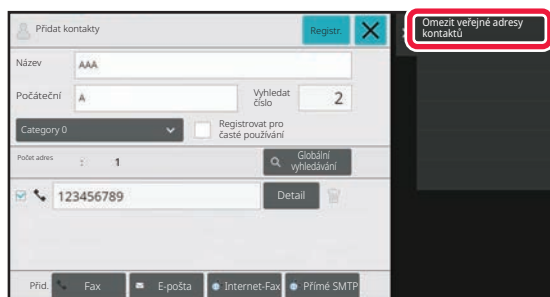 Přidat kontakty
Registr.
Omezit veřejné adresy
kontaktů
Název
AAA
Počáteční
A
Vyhledat
číslo
2
Category 0
Registrovat pro
časté používání
Počet adres
:
1
Globální
vyhledávání
123456789
Detail
Přid.
Fax
E-pošta
Internet-Fax
Přímé SMTP